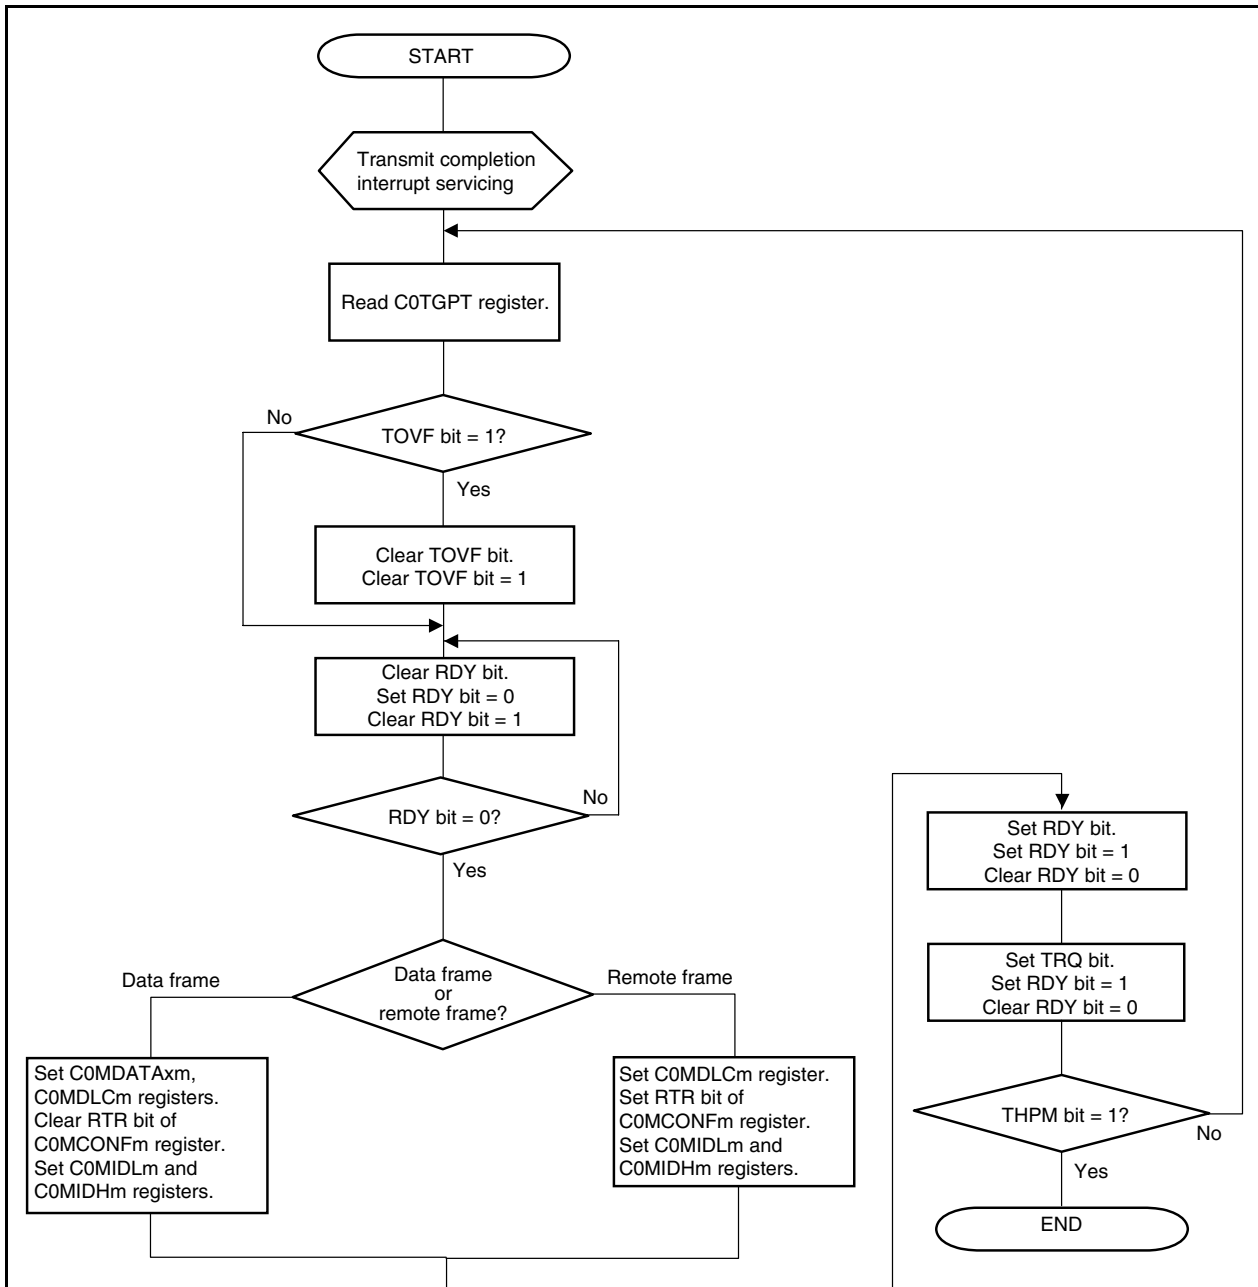 START
Transmit completion
interrupt servicing
Read C0TGPT register.
TOVF bit = 1?
No
Yes
Clear TOVF bit.
Clear TOVF bit = 1
Clear RDY bit.
Set RDY bit = 0
Clear RDY bit = 1
RDY bit = 0?
No
Yes
Data frame
or
remote frame?
Data frame
Remote frame
Set C0MDATAxm,
C0MDLCm registers.
Clear RTR bit of
C0MCONFm register.
Set C0MIDLm and
C0MIDHm registers.
Set C0MDLCm register.
Set RTR bit of
C0MCONFm register.
Set C0MIDLm and
C0MIDHm registers.
Set RDY bit.
Set RDY bit = 1
Clear RDY bit = 0
Set TRQ bit.
Set RDY bit = 1
Clear RDY bit = 0
THPM bit = 1?
No
Yes
END